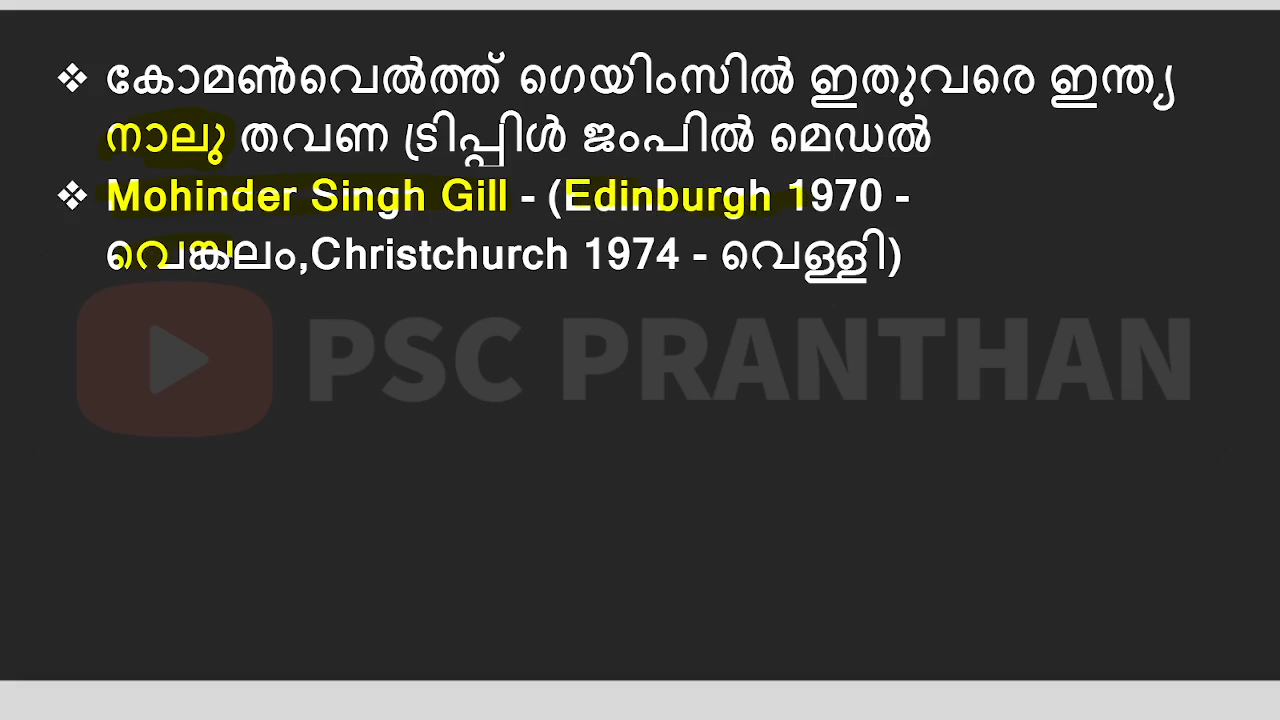 ❖ കോമൺവെൽത്ത് ഗെയിംസിൽ ഇതുവരെ ഇന്ത്യ
നാലു തവണ ട്രിപ്പിൾ ജംപിൽ മെഡൽ
❖ Mohinder Singh Gill - (Edinburgh 1970 -
വെങ്കലം,Christchurch 1974 - വെള്ളി)
PSC PRANTHAN